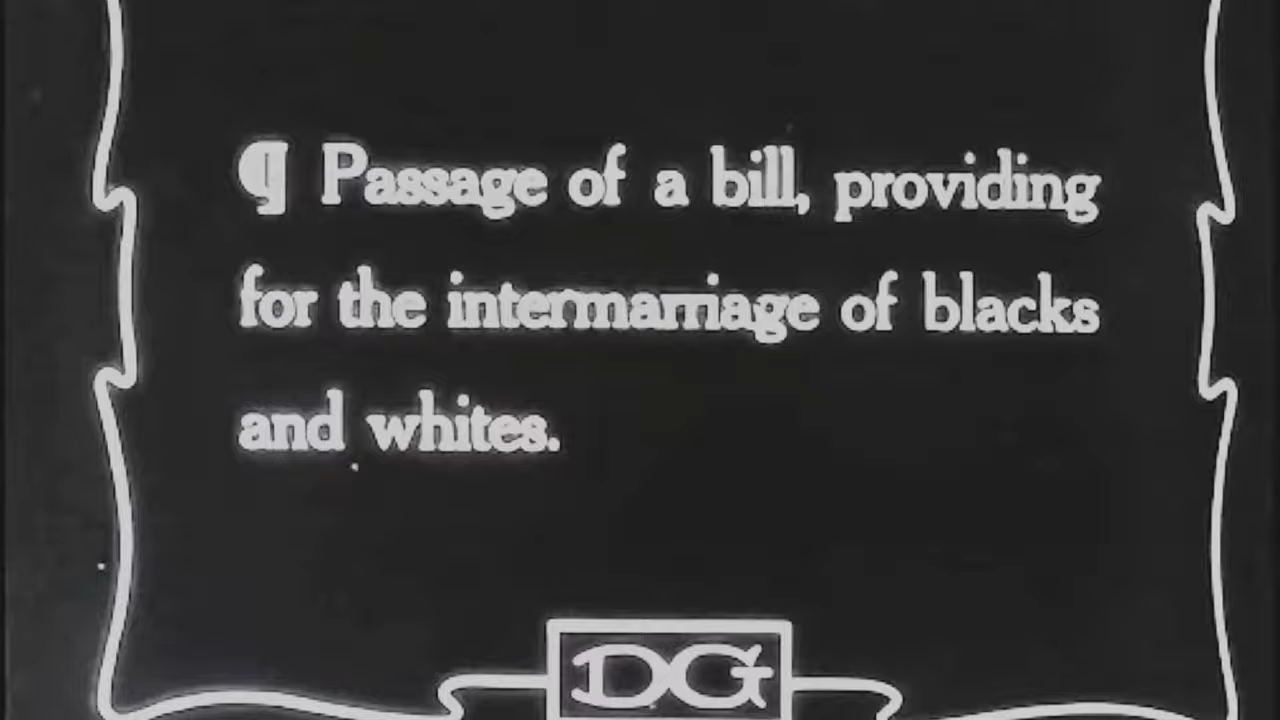 ¶ Passage of a bill, providing
for the intermarriage of blacks
and whites.
DG